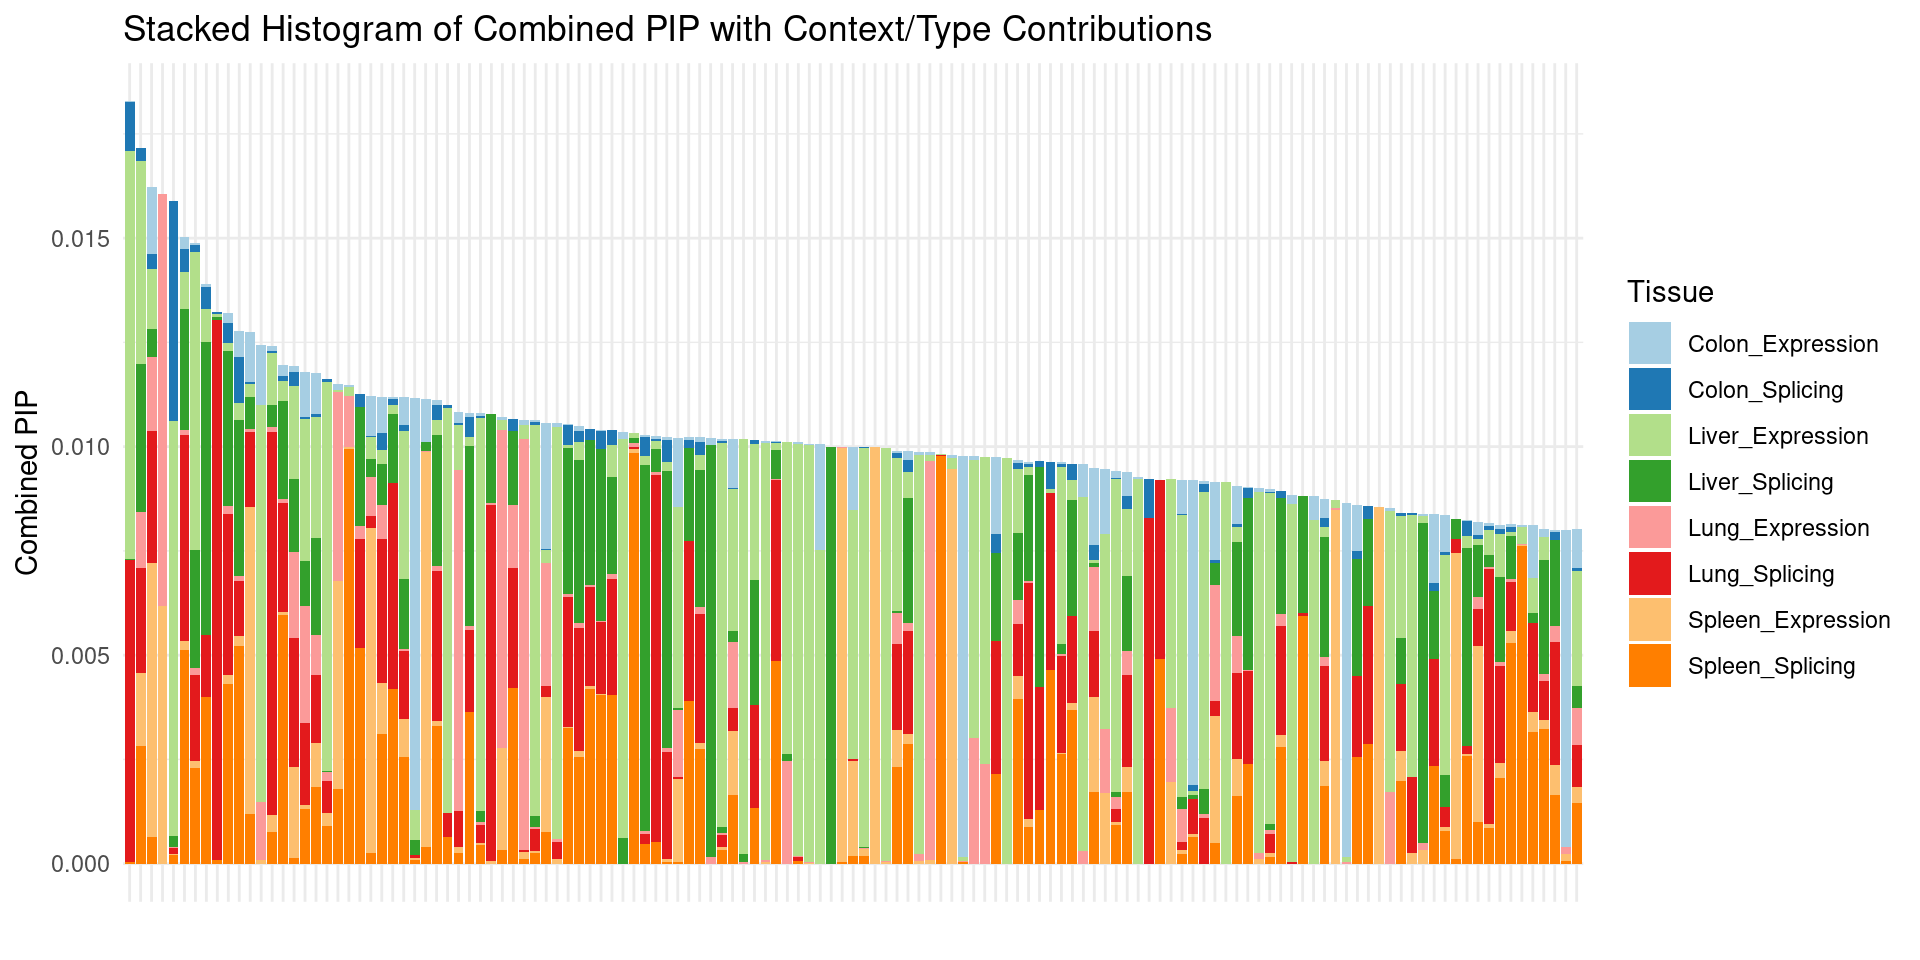 Stacked Histogram of Combined PIP with Context/Type Contributions
Combined PIP
0.015
0.010
0.005
0.000
Tissue
Colon_Expression
Colon_Splicing
Liver_Expression
Liver_Splicing
Lung_Expression
Lung_Splicing
Spleen_Expression
Spleen_Splicing